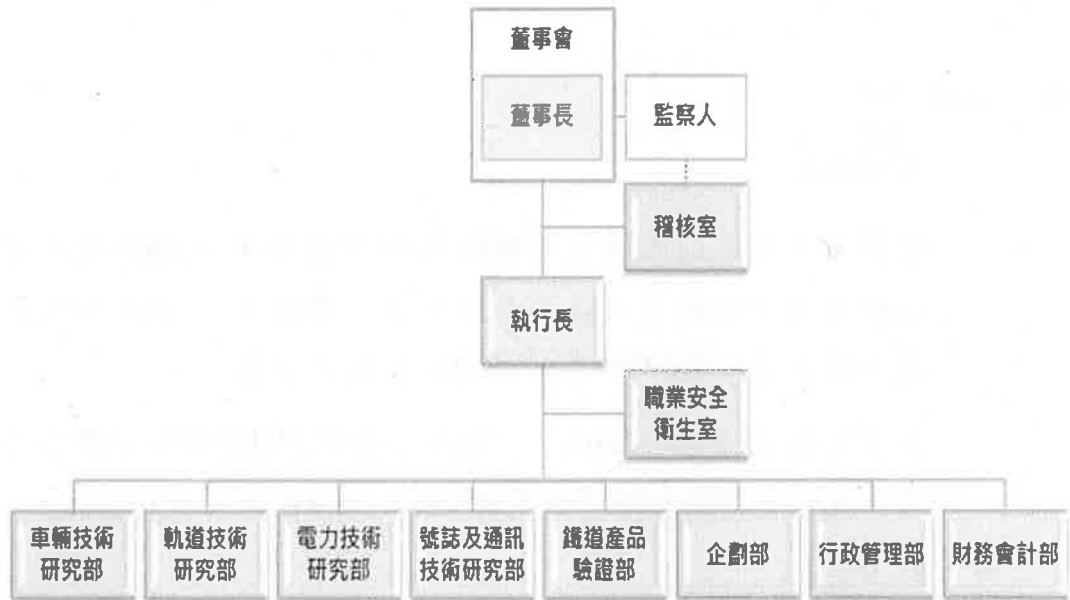 董事會
董事長
監察人
稽核室
執行長
職業安全
衛生室
車輛技術
研究部
軌道技術
研究部
電力技術
研究部
號誌及通訊
技術研究部
鐵道產品
驗證部
企劃部
行政管理部
財務會計部